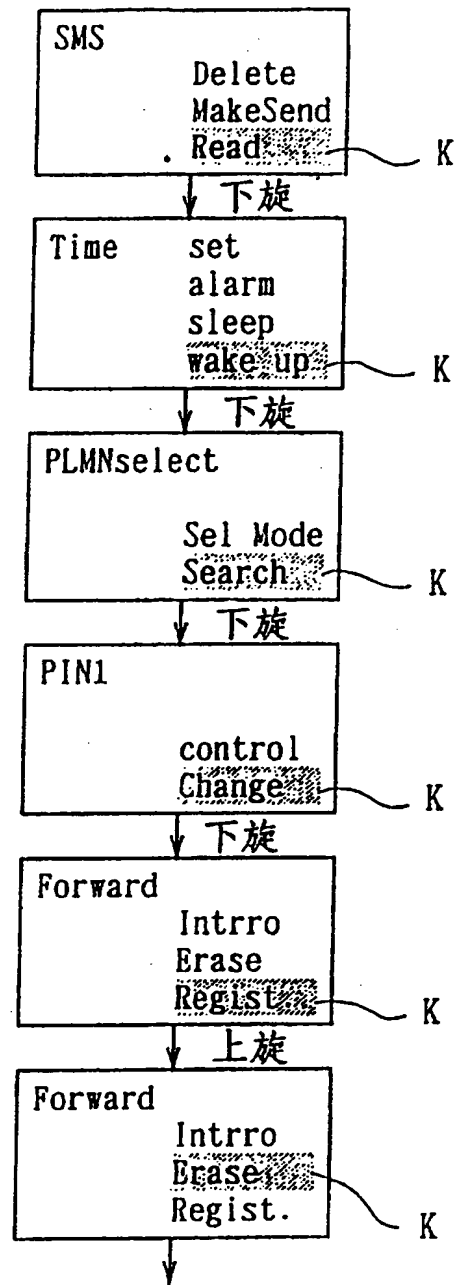 SMS
Delete
MakeSend
Read K
下旋
Time set
alarm
sleep
wake up K
下旋
PLMNselect
Sel Mode
Search K
下旋
PIN1
control
Change K
下旋
Forward
Intrro
Erase
Regist. K
上旋
Forward
Intrro
Erase
Regist. K